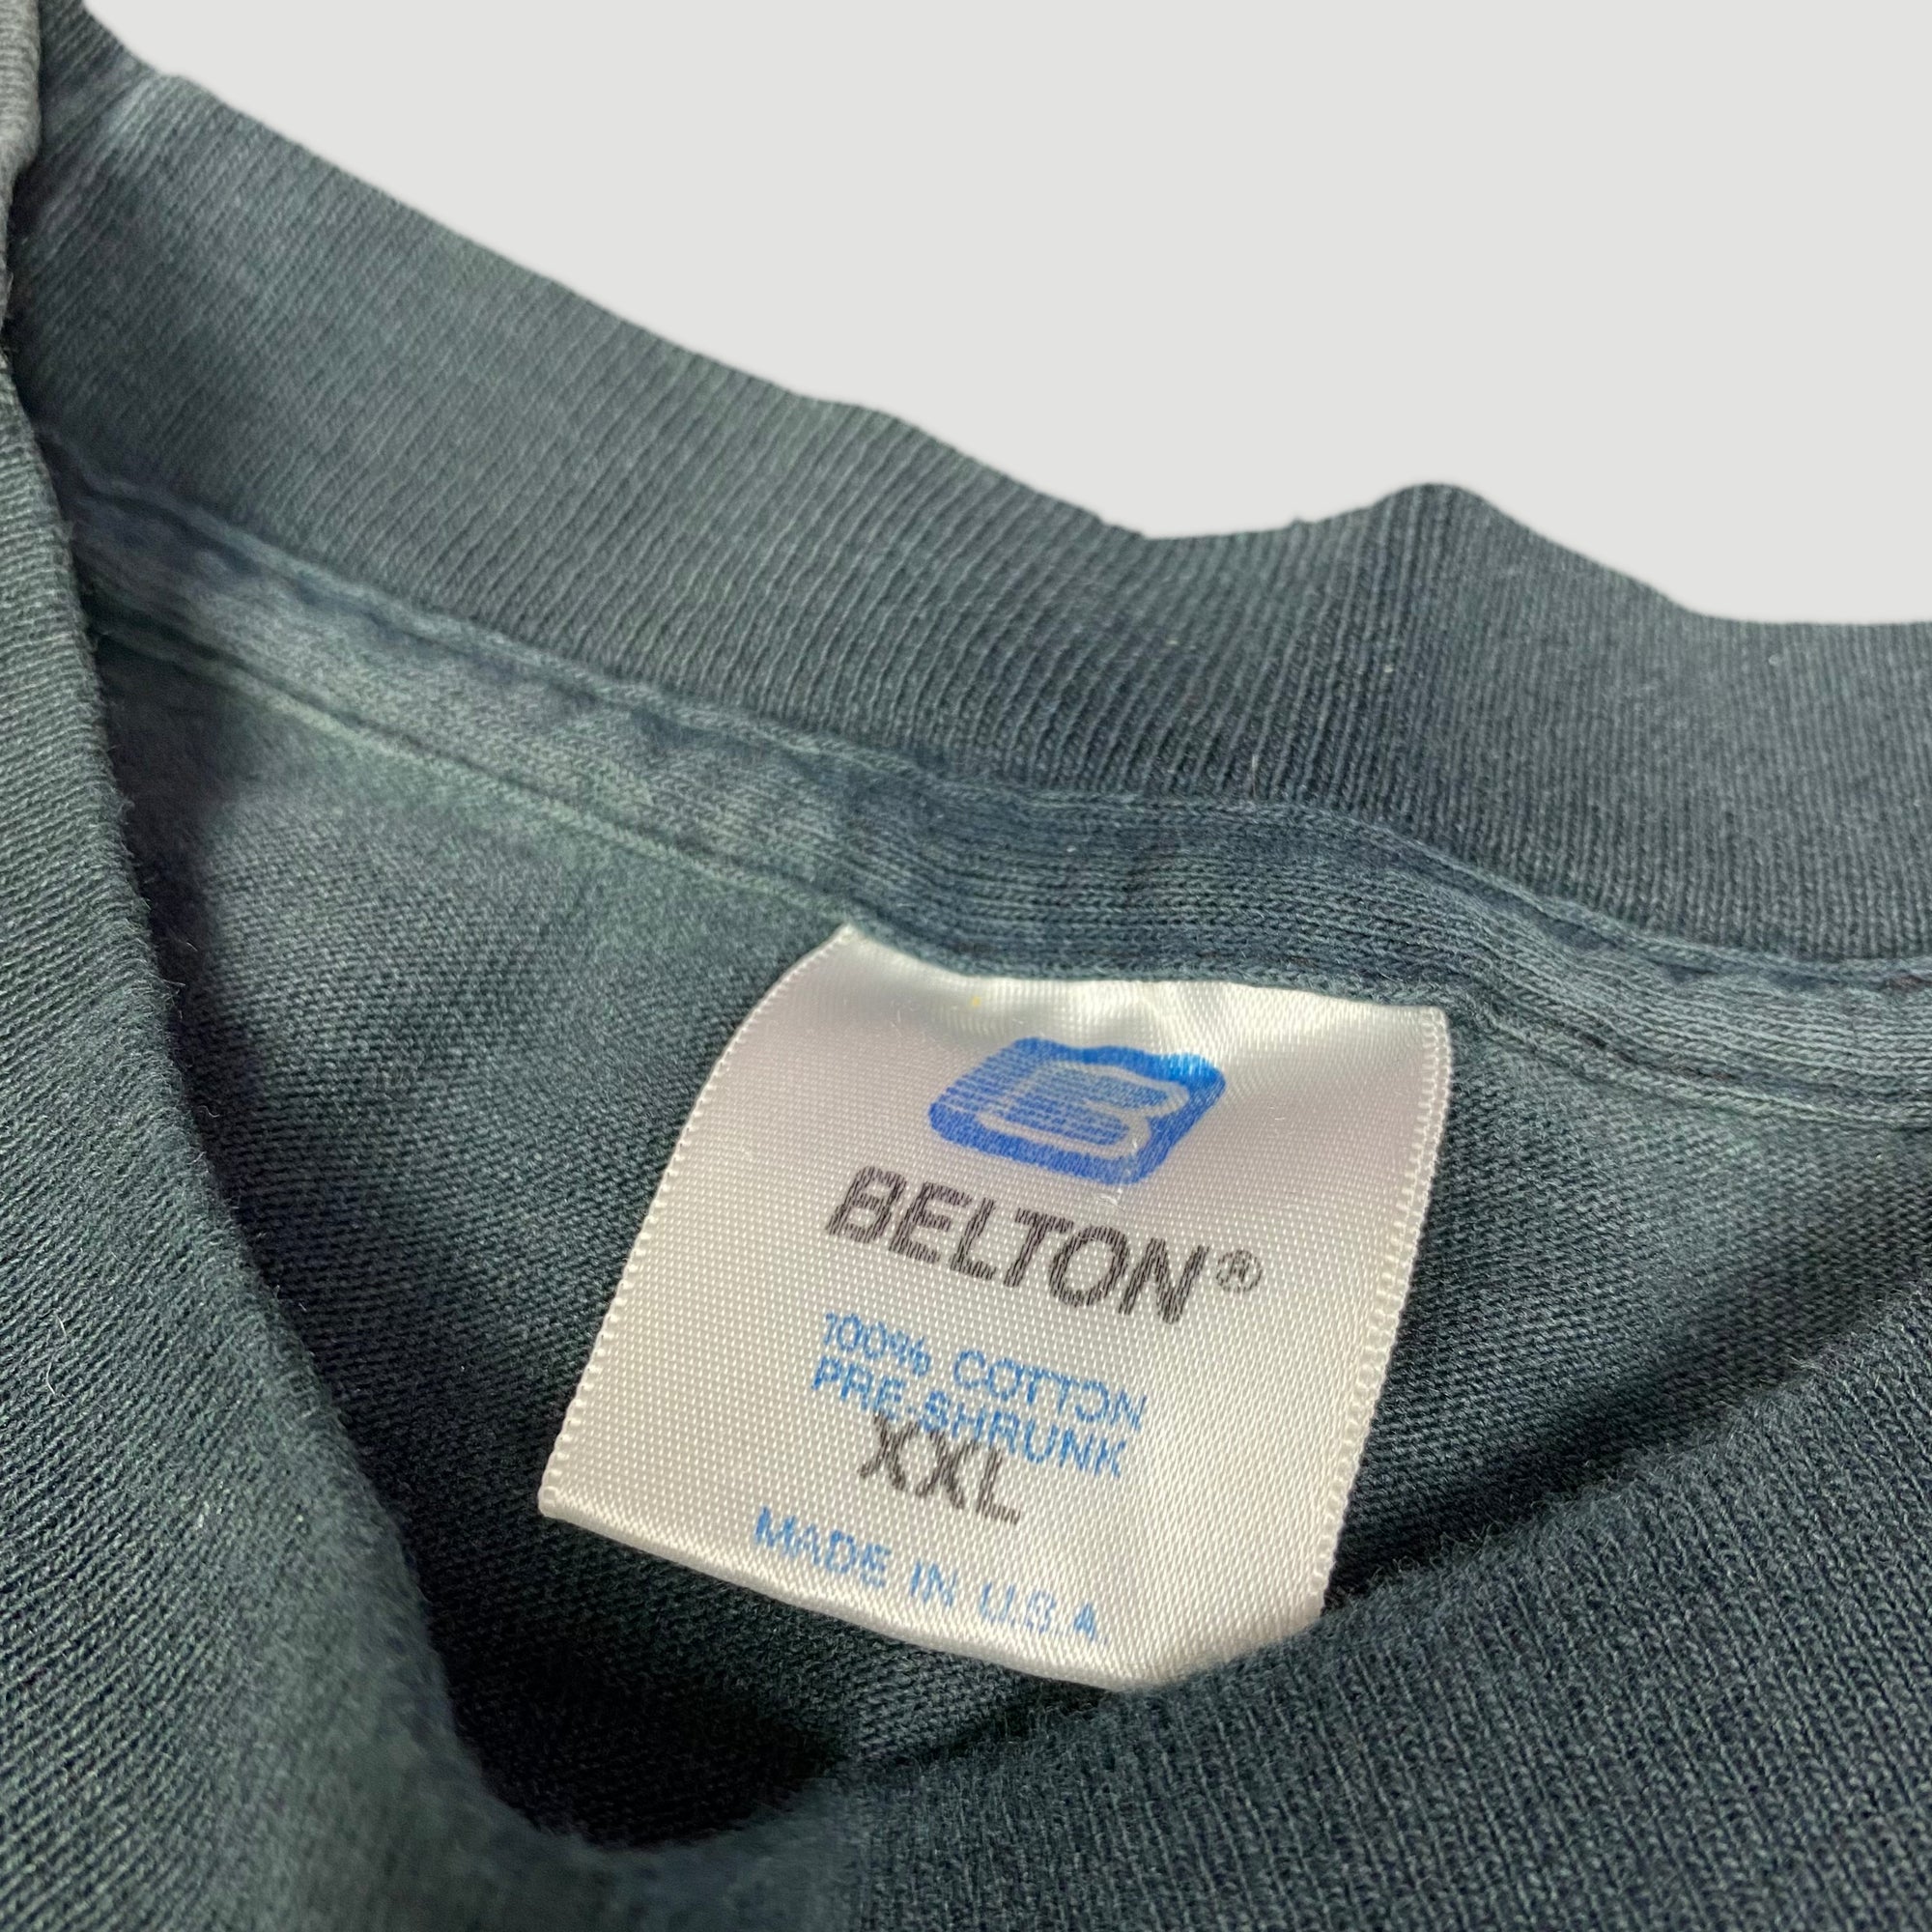 B
BELTON®
100% COTTON
PRE-SHRUNK
XXL
MADE IN U.S.A.